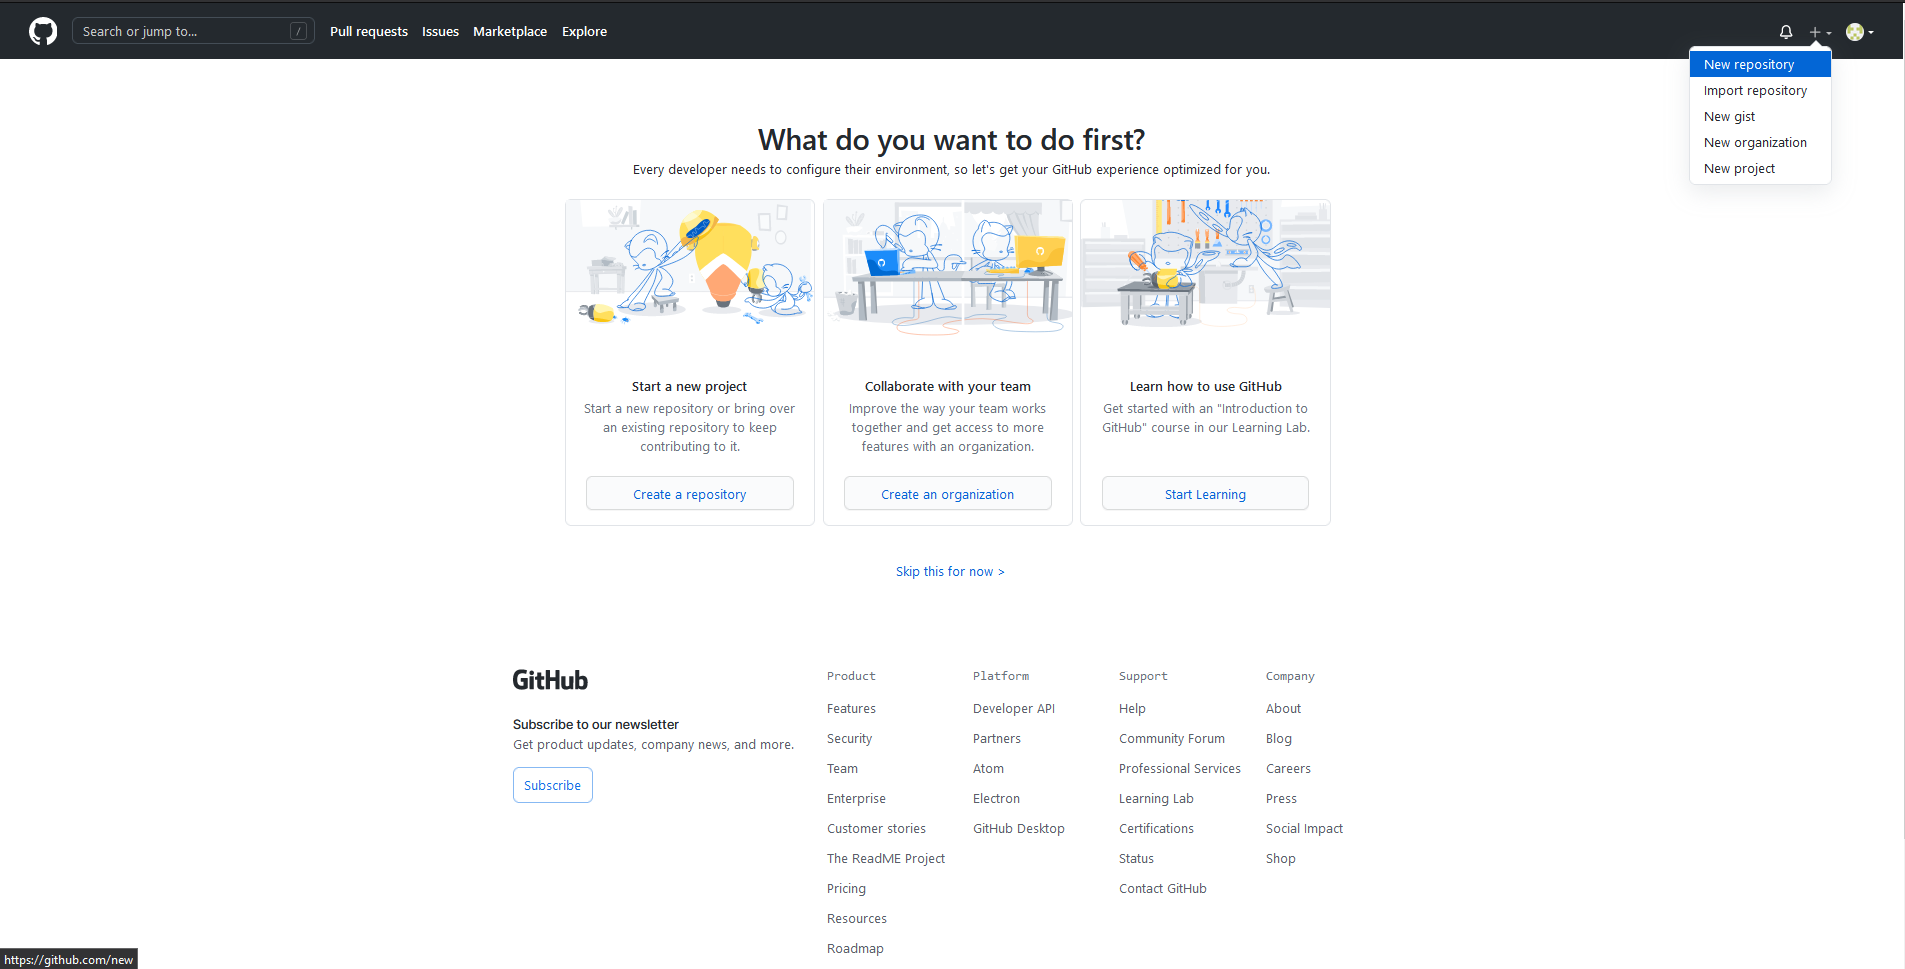 Search or jump to... /
Pull requests
Issues
Marketplace
Explore
New repository
Import repository
New gist
New organization
New project
What do you want to do first?
Every developer needs to configure their environment, so let's get your GitHub experience optimized for you.
Start a new project
Start a new repository or bring over
an existing repository to keep
contributing to it.
Create a repository
Collaborate with your team
Improve the way your team works
together and get access to more
features with an organization.
Create an organization
Learn how to use GitHub
Get started with an "Introduction to
GitHub" course in our Learning Lab.
Start Learning
Skip this for now >
GitHub
Subscribe to our newsletter
Get product updates, company news, and more.
Subscribe
Product
Features
Security
Team
Enterprise
Customer stories
The ReadME Project
Pricing
Resources
Roadmap
Platform
Developer API
Partners
Atom
Electron
GitHub Desktop
Support
Help
Community Forum
Professional Services
Learning Lab
Certifications
Status
Contact GitHub
Company
About
Blog
Careers
Press
Social Impact
Shop
https://github.com/new